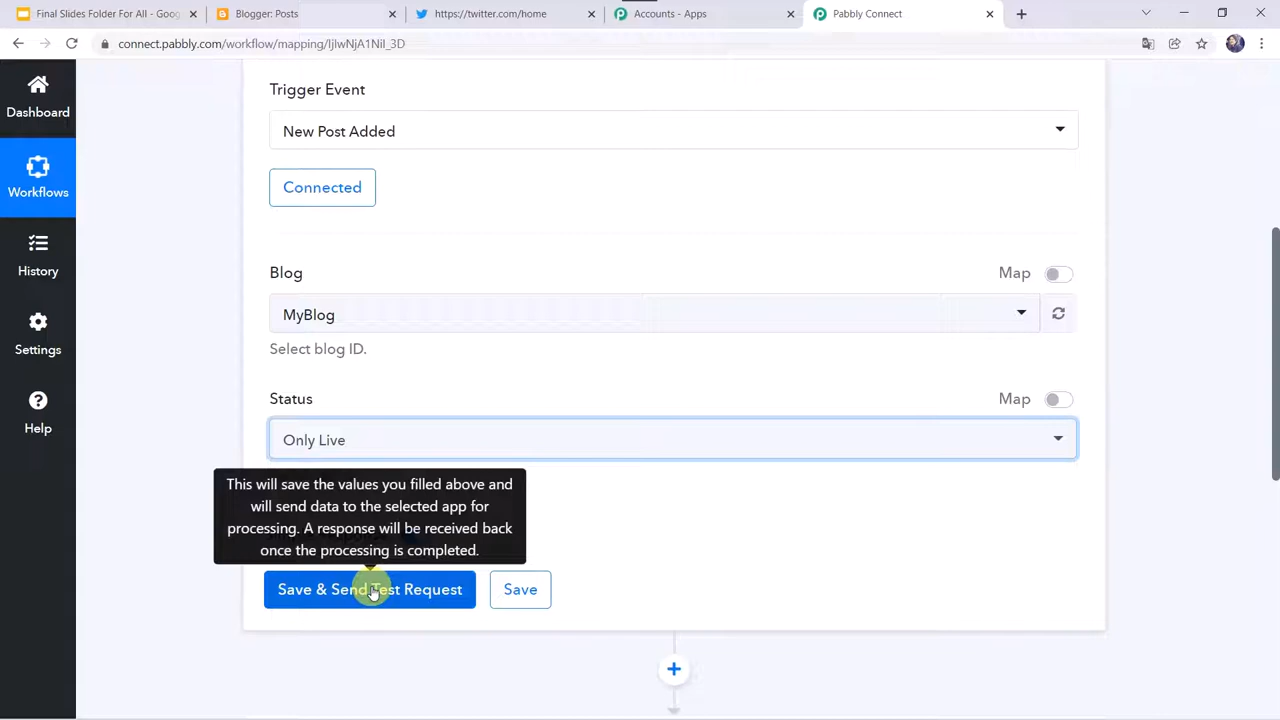 Final Slides Folder for All - Goog
Blogger: Posts
https://twitter.com/home
Accounts - Apps
Pabbly Connect
connect.pabbly.com/workflow/mapping/IjIwNjA1NiI_3D
Dashboard
Workflows
History
Settings
Help
Trigger Event
New Post Added
Connected
Blog
Map
MyBlog
Select blog ID.
Status
Map
Only Live
This will save the values you filled above and
will send data to the selected app for
processing. A response will be received back
once the processing is completed.
Save & Send Test Request
Save